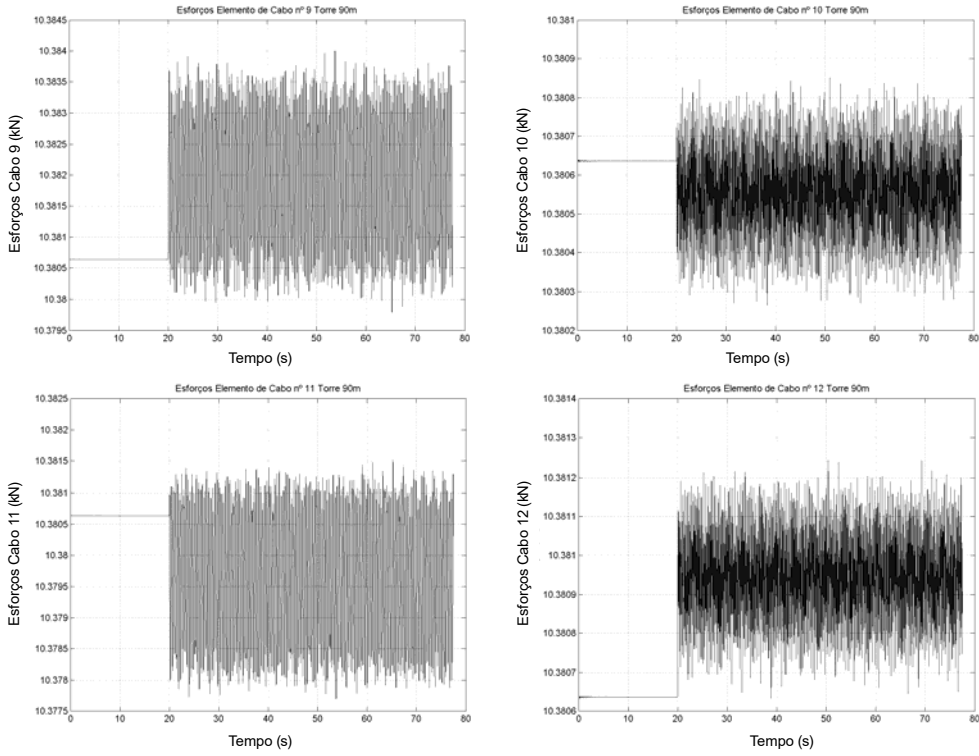 Esforços Elemento de Cabo nº 9 Torre 90m
10.3845
10.384
10.3835
10.383
10.3825
10.382
10.3815
10.381
10.3805
10.38
10.3795
Esforços Cabo 9 (kN)
0 10 20 30 40 50 60 70 80
Tempo (s)
Esforços Elemento de Cabo nº 10 Torre 90m
10.381
10.3809
10.3808
10.3807
10.3806
10.3805
10.3804
10.3803
10.3802
Esforços Cabo 10 (kN)
0 10 20 30 40 50 60 70 80
Tempo (s)
Esforços Elemento de Cabo nº 11 Torre 90m
10.3825
10.382
10.3815
10.381
10.3805
10.38
10.3795
10.379
10.3785
10.378
10.3775
Esforços Cabo 11 (kN)
0 10 20 30 40 50 60 70 80
Tempo (s)
Esforços Elemento de Cabo nº 12 Torre 90m
10.3814
10.3813
10.3812
10.3811
10.381
10.3809
10.3808
10.3807
10.3806
Esforços Cabo 12 (kN)
0 10 20 30 40 50 60 70 80
Tempo (s)